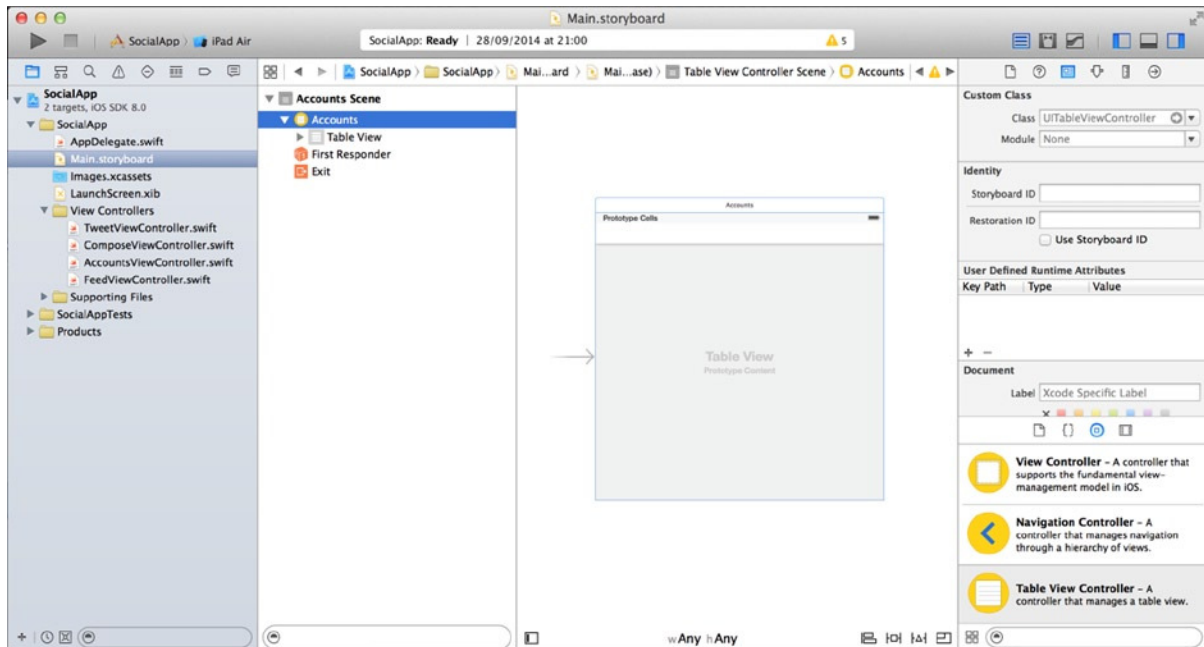 Main.storyboard
SocialApp iPad Air
SocialApp: Ready | 28/09/2014 at 21:00
5
SocialApp
2 targets, iOS SDK 8.0
SocialApp
AppDelegate.swift
Main.storyboard
Images.xcassets
LaunchScreen.xib
View Controllers
TweetViewController.swift
ComposeViewController.swift
AccountsViewController.swift
FeedViewController.swift
Supporting Files
SocialAppTests
Products
SocialApp SocialApp Mai...ard Mai...ase) Table View Controller Scene Accounts
Accounts Scene
Accounts
Table View
First Responder
Exit
Accounts
Prototype Cells
Table View
Prototype Content
wAny hAny
Custom Class
Class UITableViewController
Module None
Identity
Storyboard ID
Restoration ID
Use Storyboard ID
User Defined Runtime Attributes
Key Path Type Value
Document
Label Xcode Specific Label
View Controller – A controller that
supports the fundamental view-
management model in iOS.
Navigation Controller – A
controller that manages navigation
through a hierarchy of views.
Table View Controller – A
controller that manages a table view.